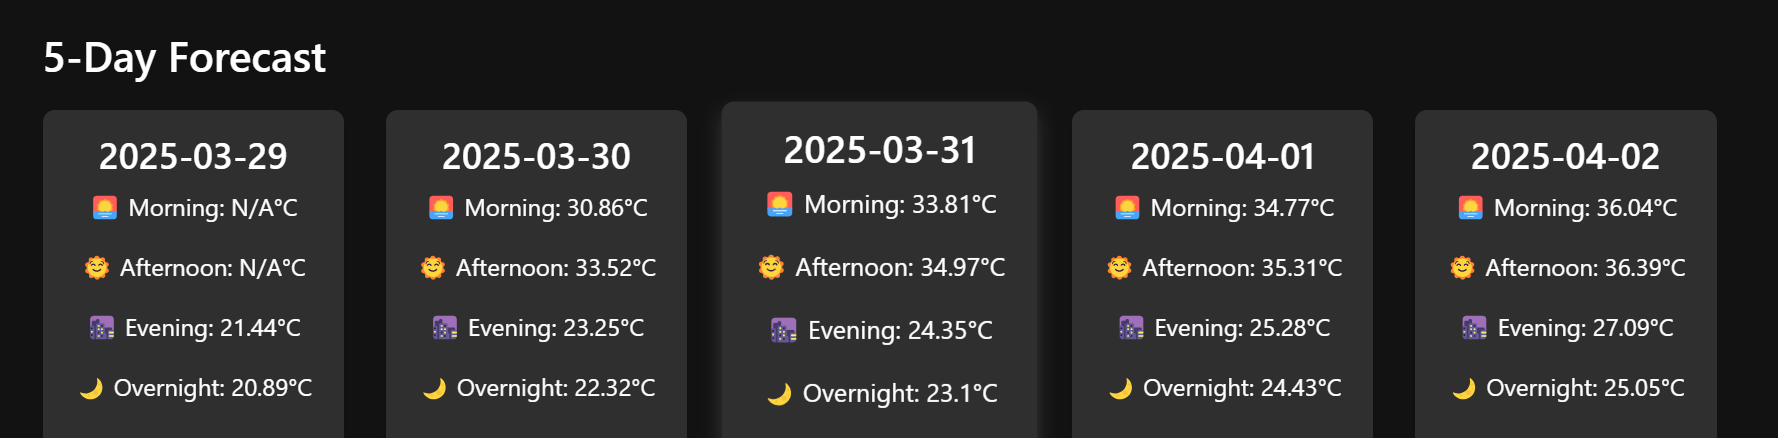 5-Day Forecast
2025-03-29
Morning: N/A°C
Afternoon: N/A°C
Evening: 21.44°C
Overnight: 20.89°C
2025-03-30
Morning: 30.86°C
Afternoon: 33.52°C
Evening: 23.25°C
Overnight: 22.32°C
2025-03-31
Morning: 33.81°C
Afternoon: 34.97°C
Evening: 24.35°C
Overnight: 23.1°C
2025-04-01
Morning: 34.77°C
Afternoon: 35.31°C
Evening: 25.28°C
Overnight: 24.43°C
2025-04-02
Morning: 36.04°C
Afternoon: 36.39°C
Evening: 27.09°C
Overnight: 25.05°C